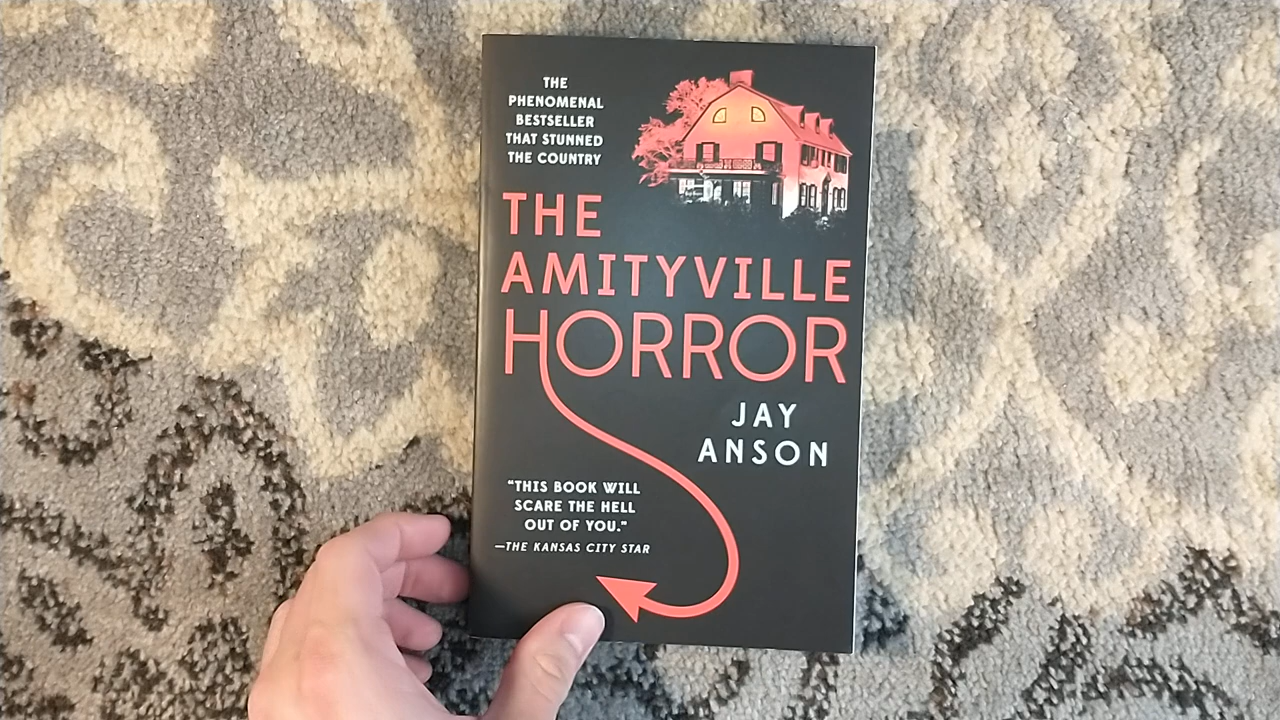 THE
PHENOMENAL
BESTSELLER
THAT STUNNED
THE COUNTRY
THE
AMITYVILLE
HORROR
JAY
ANSON
“THIS BOOK WILL
SCARE THE HELL
OUT OF YOU.”
—THE KANSAS CITY STAR